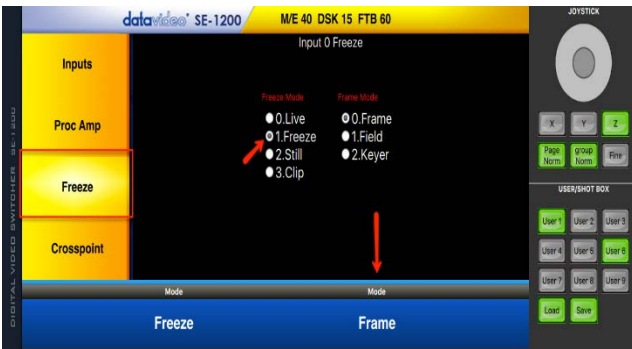 datavideo SE-1200 M/E 40 DSK 15 FTB 60
Input 0 Freeze
Inputs
Proc Amp
Freeze
Crosspoint
Freeze Mode Frame Mode
0.Live 0.Frame
1.Freeze 1.Field
2.Still 2.Keyer
3.Clip
Mode Mode
Freeze Frame
DIGITAL VIDEO SWITCHER SE-1200
JOYSTICK
X Y Z
Page Norm group Norm Fine
USER/SHOT BOX
User 1 User 2 User 3
User 4 User 5 User 6
User 7 User 8 User 9
Load Save